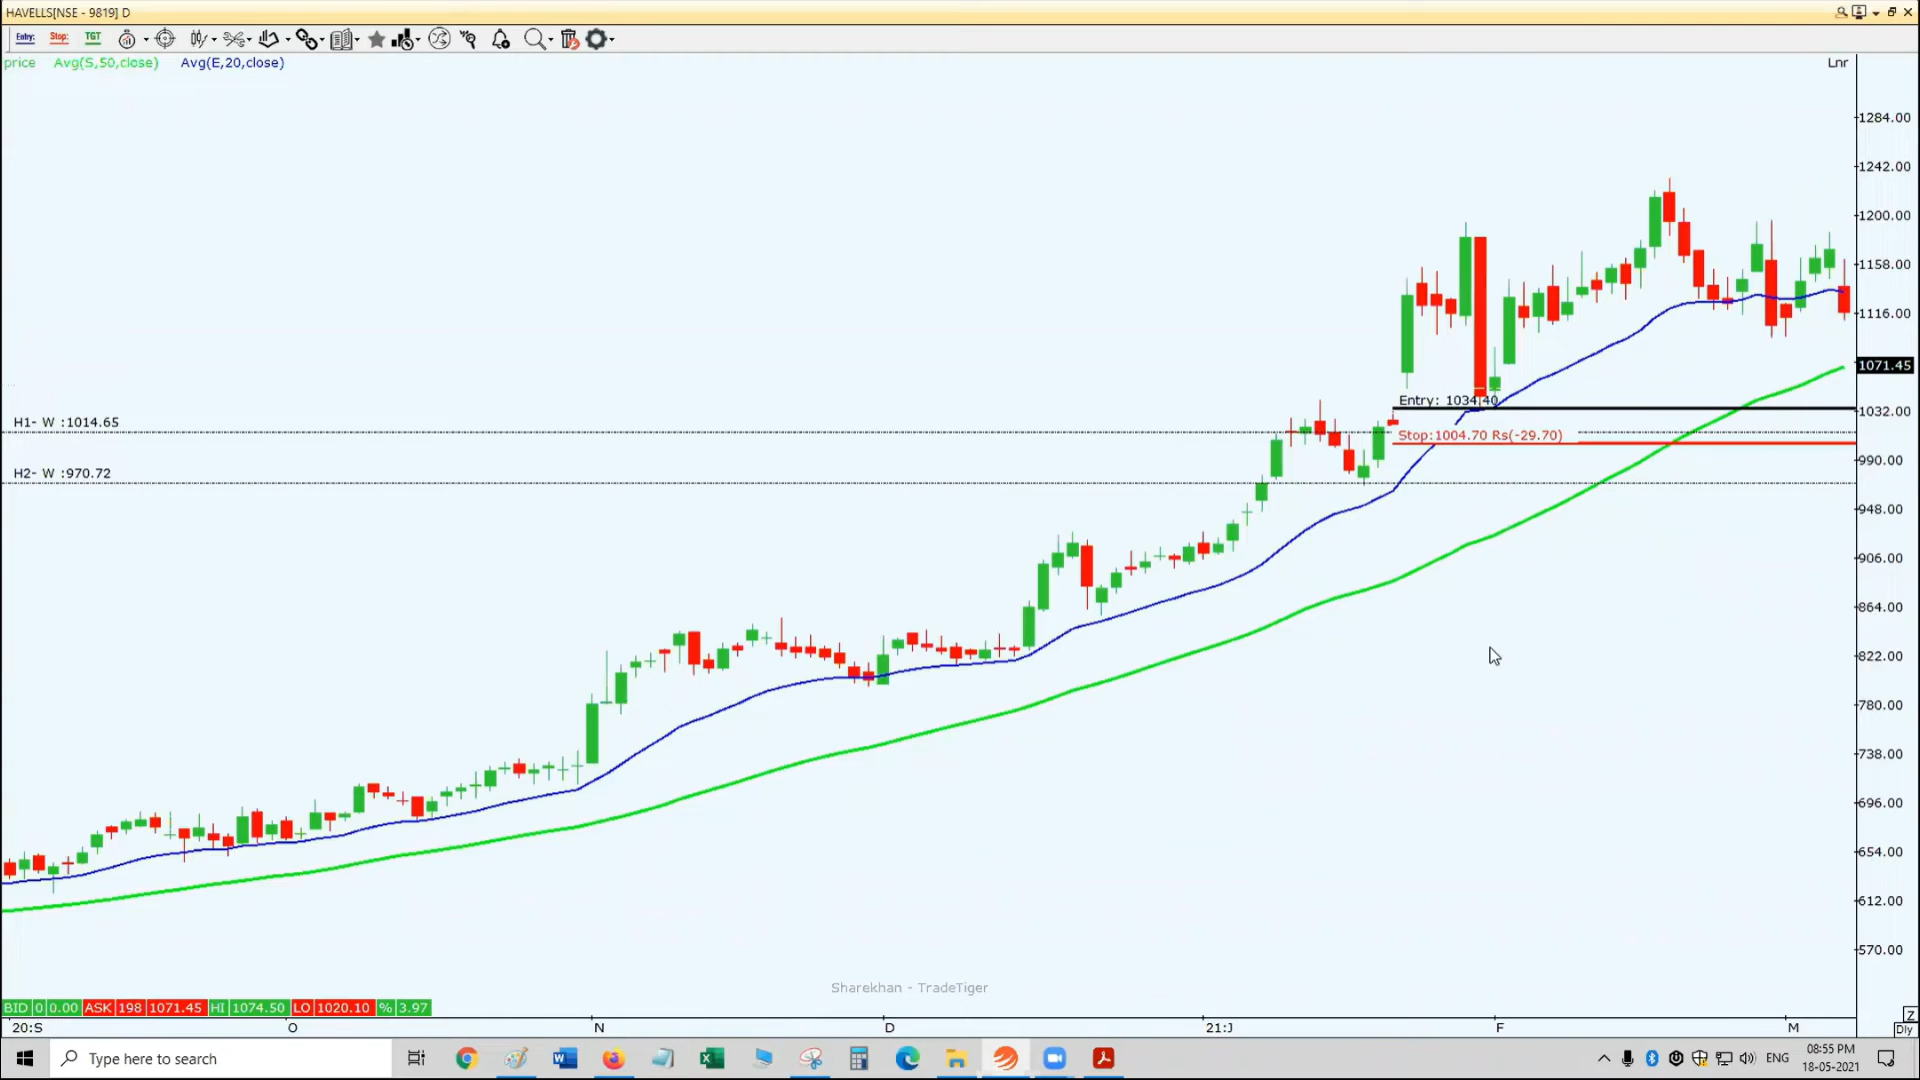 HAVELLS[NSE - 9819] D
Entry: Stop: TGT
price Avg(S,50,close) Avg(E,20,close) Lnr
1284.00
1242.00
1200.00
1158.00
1116.00
1071.45
Entry: 1034.40
1032.00
H1- W :1014.65
Stop:1004.70 Rs(-29.70)
990.00
H2- W :970.72
948.00
906.00
864.00
822.00
780.00
738.00
696.00
654.00
612.00
570.00
Sharekhan - TradeTiger
BID 0 0.00 ASK 198 1071.45 HI 1074.50 LO 1020.10 % 3.97
Z
20:S O N D 21:J F M Dly
Type here to search
ENG
08:55 PM
18-05-2021